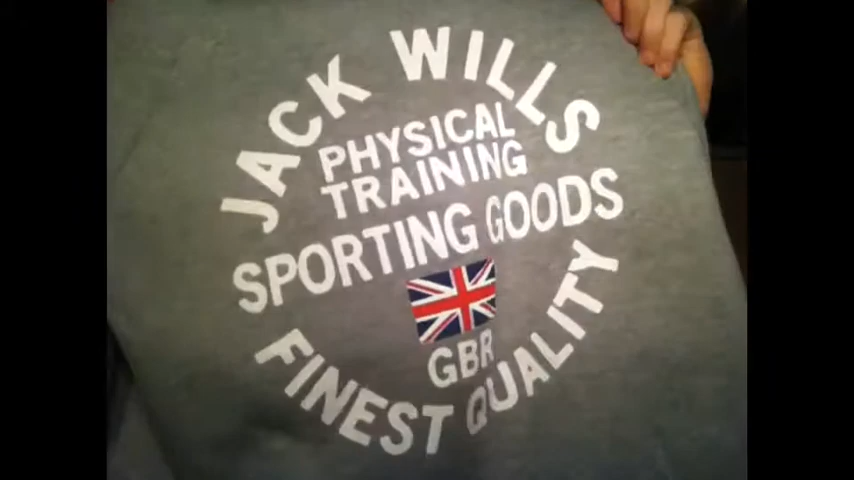 JACK WILLS
PHYSICAL
TRAINING
SPORTING GOODS
GBR
FINEST QUALITY